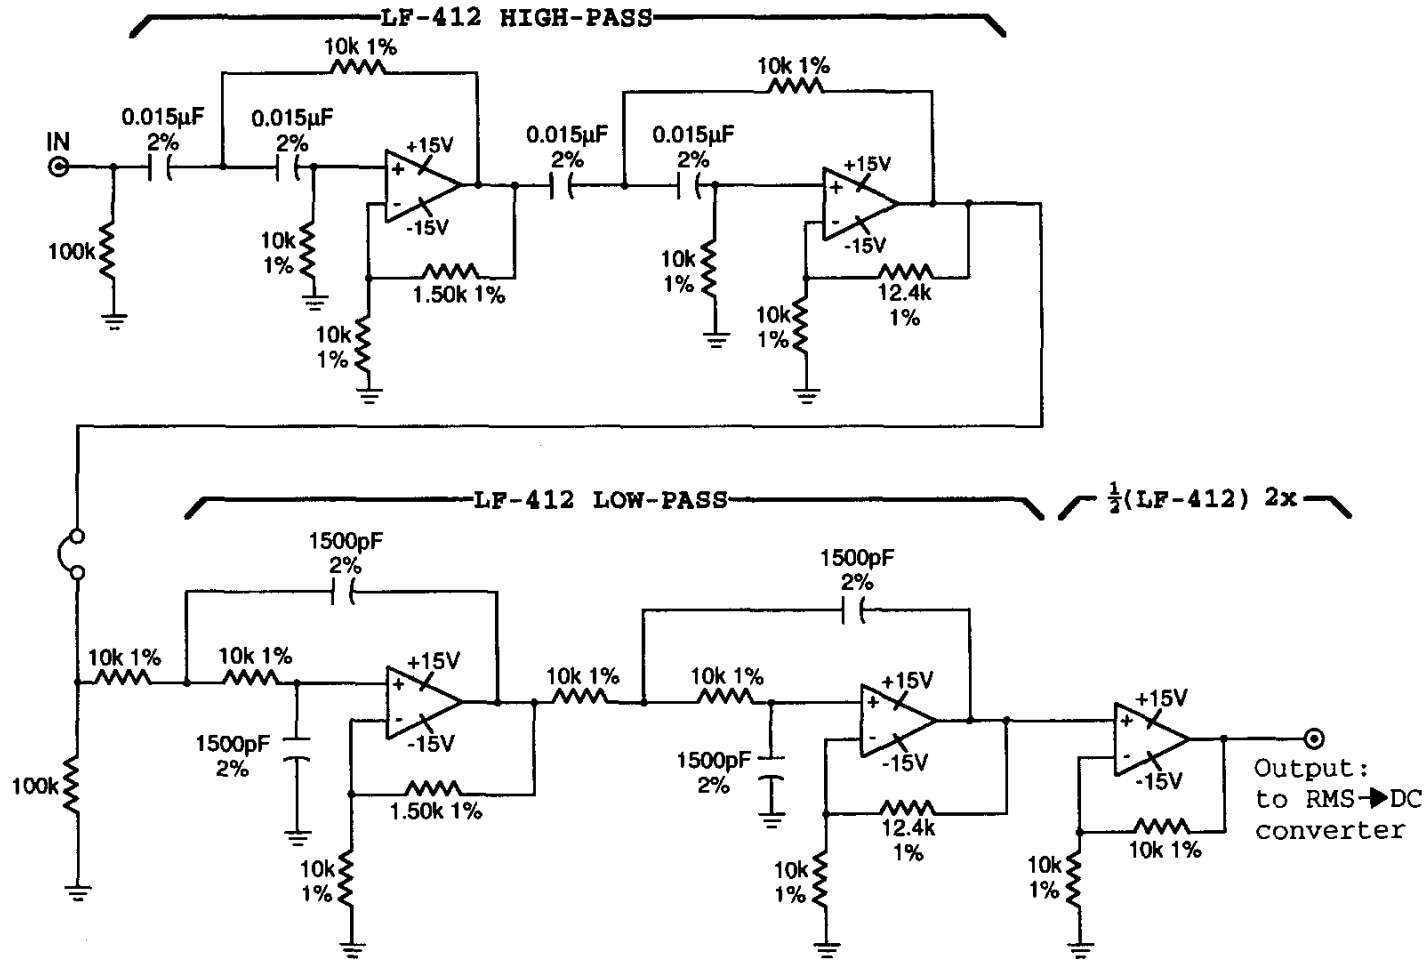 LF-412 HIGH-PASS
10k 1%
10k 1%
0.015µF
2%
0.015µF
2%
0.015µF
2%
0.015µF
2%
IN
+
+15V
-
-15V
+
+15V
-
-15V
100k
10k
1%
1.50k 1%
10k
1%
10k
1%
12.4k
1%
10k
1%
LF-412 LOW-PASS
½(LF-412) 2x
1500pF
2%
1500pF
2%
10k 1%
10k 1%
+
+15V
-
-15V
10k 1%
10k 1%
+
+15V
-
-15V
+
+15V
-
-15V
1500pF
2%
1500pF
2%
100k
1.50k 1%
10k
1%
12.4k
1%
10k
1%
10k 1%
10k
1%
Output:
to RMS→DC
converter